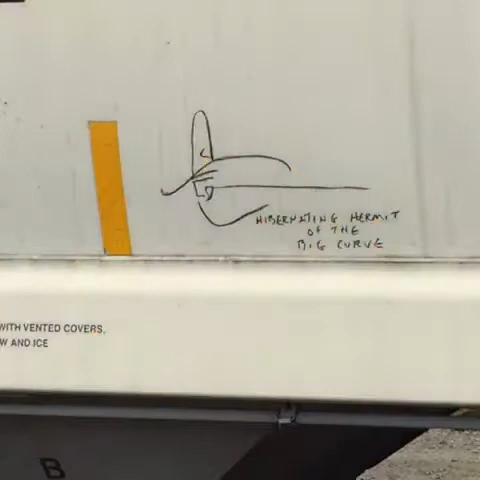 HIBERNATING HERMIT
OF THE
BIG CURVE
WITH VENTED COVERS,
W AND ICE
B